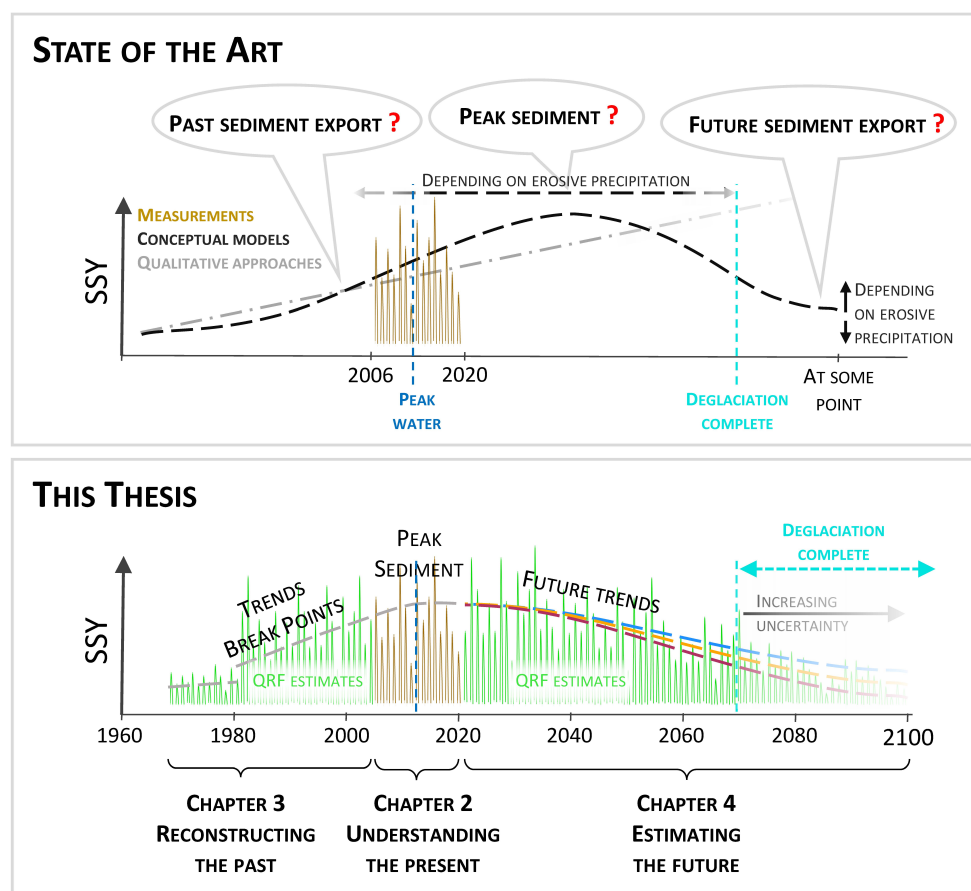 STATE OF THE ART
PAST SEDIMENT EXPORT ?
PEAK SEDIMENT ?
FUTURE SEDIMENT EXPORT ?
DEPENDING ON EROSIVE PRECIPITATION
MEASUREMENTS
CONCEPTUAL MODELS
QUALITATIVE APPROACHES
SSY
DEPENDING
ON EROSIVE
PRECIPITATION
2006
2020
AT SOME
POINT
PEAK
WATER
DEGLACIATION
COMPLETE
THIS THESIS
PEAK
SEDIMENT
DEGLACIATION
COMPLETE
TRENDS
BREAK POINTS
FUTURE TRENDS
INCREASING
UNCERTAINTY
SSY
QRF ESTIMATES
QRF ESTIMATES
1960
1980
2000
2020
2040
2060
2080
2100
CHAPTER 3
RECONSTRUCTING
THE PAST
CHAPTER 2
UNDERSTANDING
THE PRESENT
CHAPTER 4
ESTIMATING
THE FUTURE